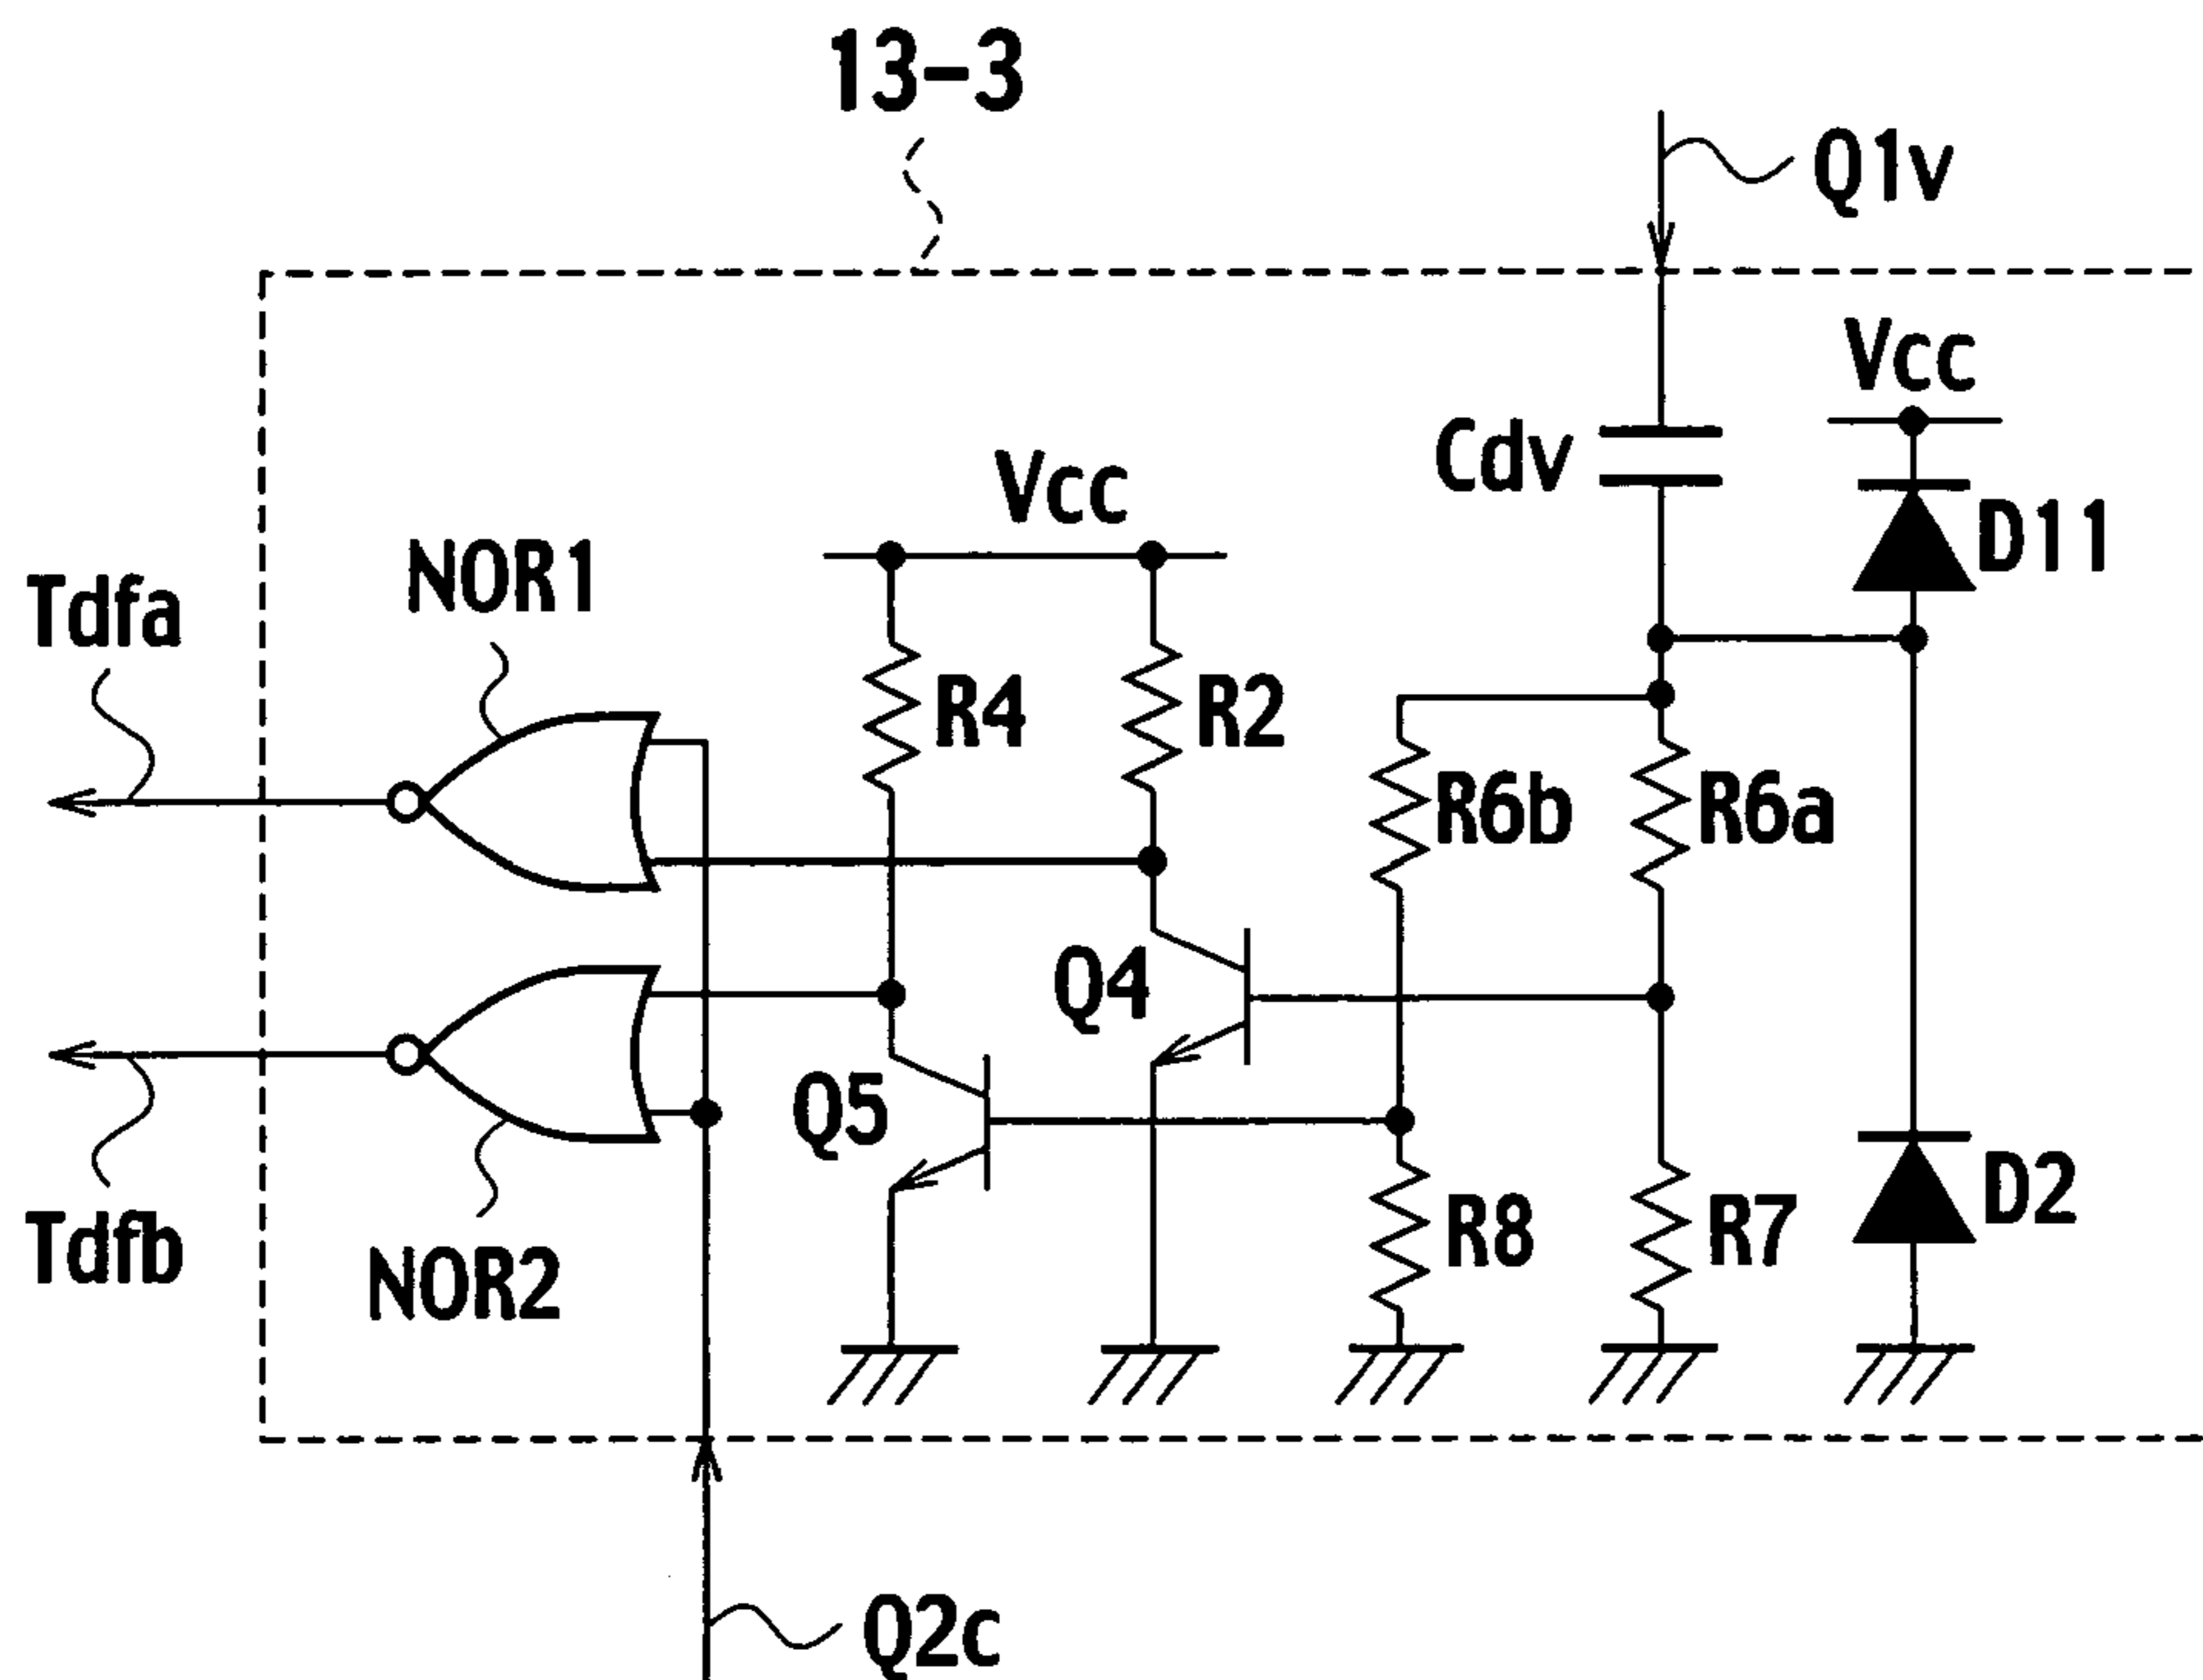 13-3
Q1v
Vcc
Cdv
Vcc
D11
NOR1
Tdfa
R4
R2
R6b
R6a
Q4
Q5
D2
R8
R7
Tdfb
NOR2
Q2c